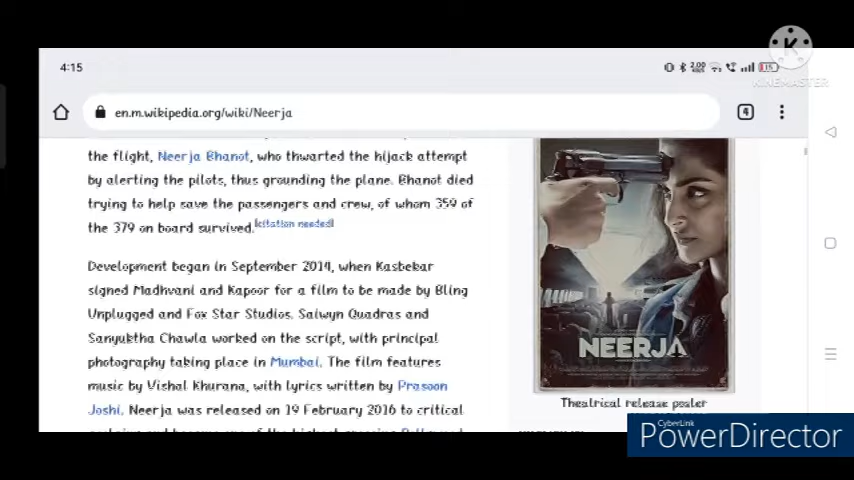 4:15
2.00
15
KINEMASTER
en.m.wikipedia.org/wiki/Neerja
4
the flight, Neerja Bhanot, who thwarted the hijack attempt
by alerting the pilots, thus grounding the plane. Bhanot died
trying to help save the passengers and crew, of whom 359 of
the 379 on board survived.[citation needed]
Development began in September 2014, when Kasbekar
signed Madhvani and Kapoor for a film to be made by Bling
Unplugged and Fox Star Studios. Saiwyn Quadras and
Sanyuktha Chawla worked on the script, with principal
photography taking place in Mumbai. The film features
music by Vishal Khurana, with lyrics written by Prasoon
Joshi. Neerja was released on 19 February 2016 to critical
NEERJA
Theatrical release poster
CyberLink
PowerDirector